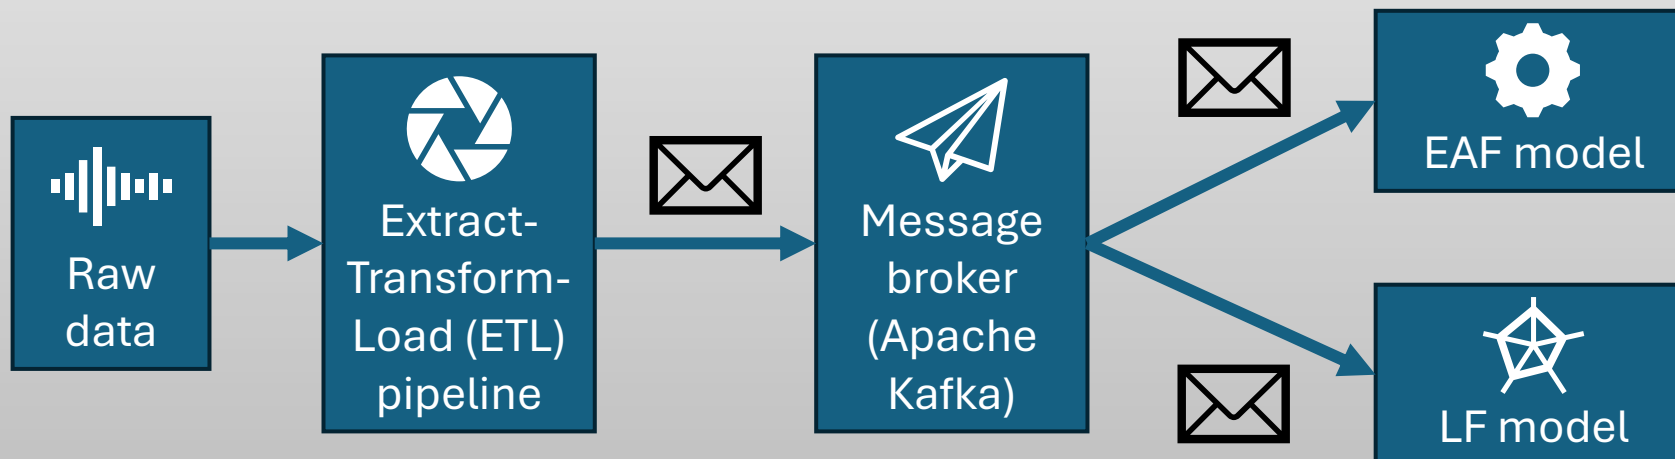 Raw
data
Extract-
Transform-
Load (ETL)
pipeline
Message
broker
(Apache
Kafka)
EAF model
LF model